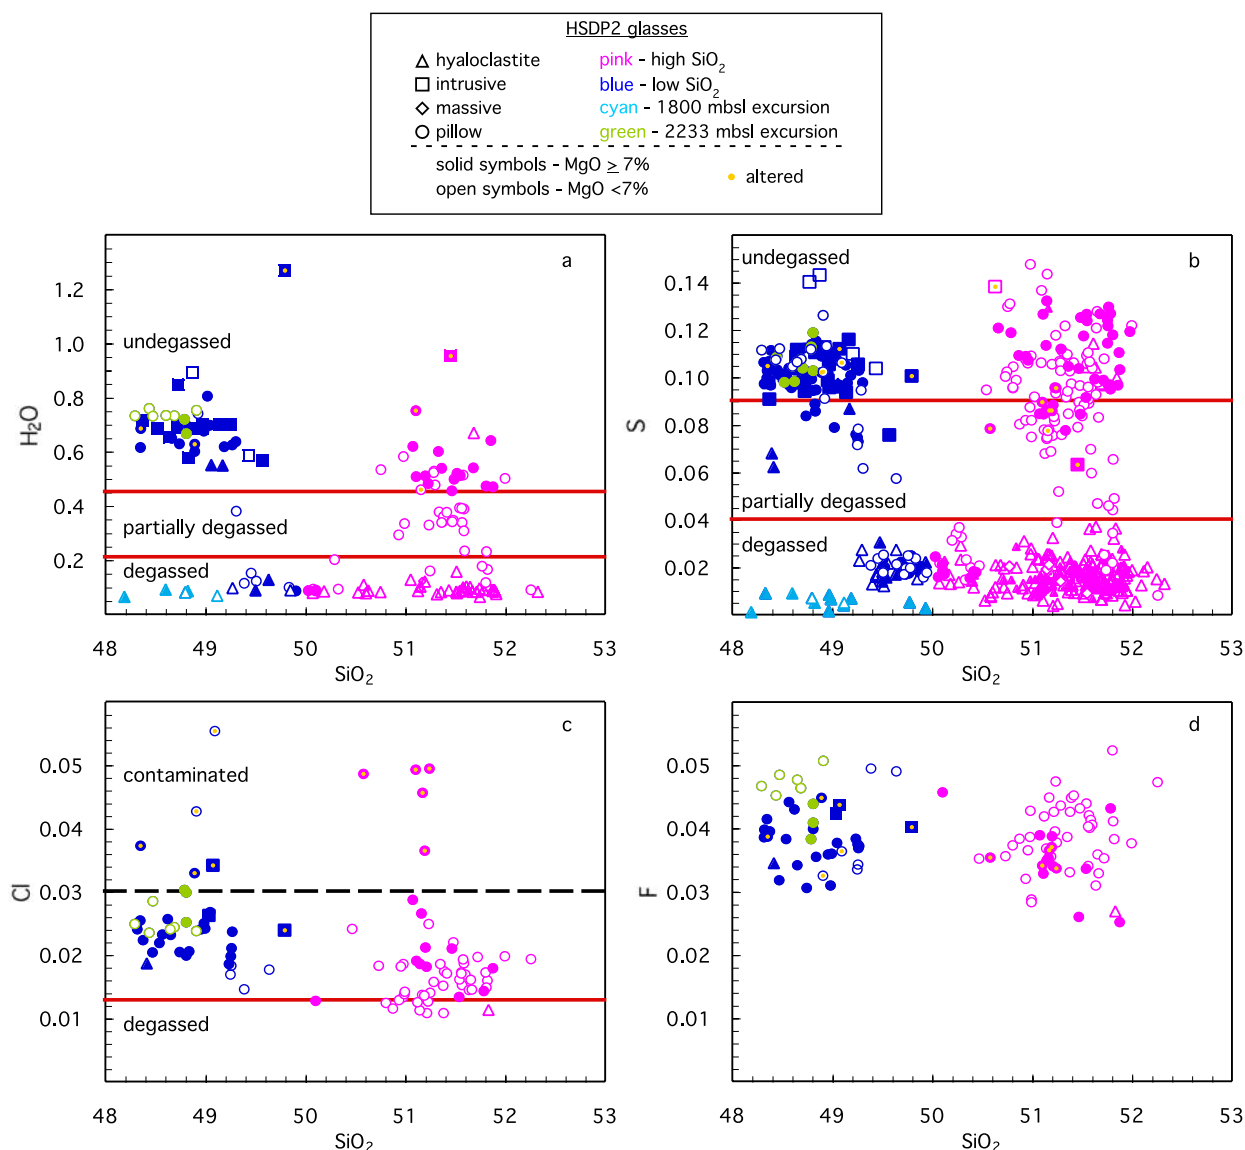 HSDP2 glasses
hyaloclastite pink - high SiO2
intrusive blue - low SiO2
massive cyan - 1800 mbsl excursion
pillow green - 2233 mbsl excursion
solid symbols - MgO ≥ 7%
open symbols - MgO <7%
altered
a
undegassed
partially degassed
degassed
1.2
1.0
0.8
0.6
0.4
0.2
H2O
48 49 50 51 52 53
SiO2
b
undegassed
partially degassed
degassed
0.14
0.12
0.10
0.08
0.06
0.04
0.02
S
48 49 50 51 52 53
SiO2
c
contaminated
degassed
0.05
0.04
0.03
0.02
0.01
Cl
48 49 50 51 52 53
SiO2
d
0.05
0.04
0.03
0.02
0.01
F
48 49 50 51 52 53
SiO2